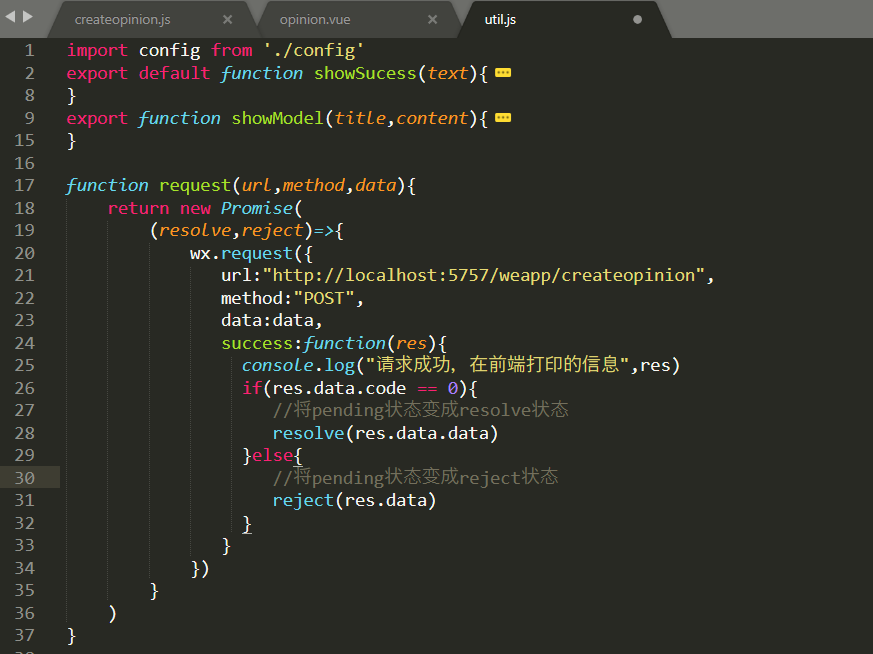 createopinion.js × opinion.vue × util.js
1 import config from './config'
2 export default function showSucess(text){
8 }
9 export function showModel(title,content){
15 }
16
17 function request(url,method,data){
18 return new Promise(
19 (resolve,reject)=>{
20 wx.request({
21 url:"http://localhost:5757/weapp/createopinion",
22 method:"POST",
23 data:data,
24 success:function(res){
25 console.log("请求成功，在前端打印的信息",res)
26 if(res.data.code == 0){
27 //将pending状态变成resolve状态
28 resolve(res.data.data)
29 }else{
30 //将pending状态变成reject状态
31 reject(res.data)
32 }
33 }
34 })
35 }
36 )
37 }